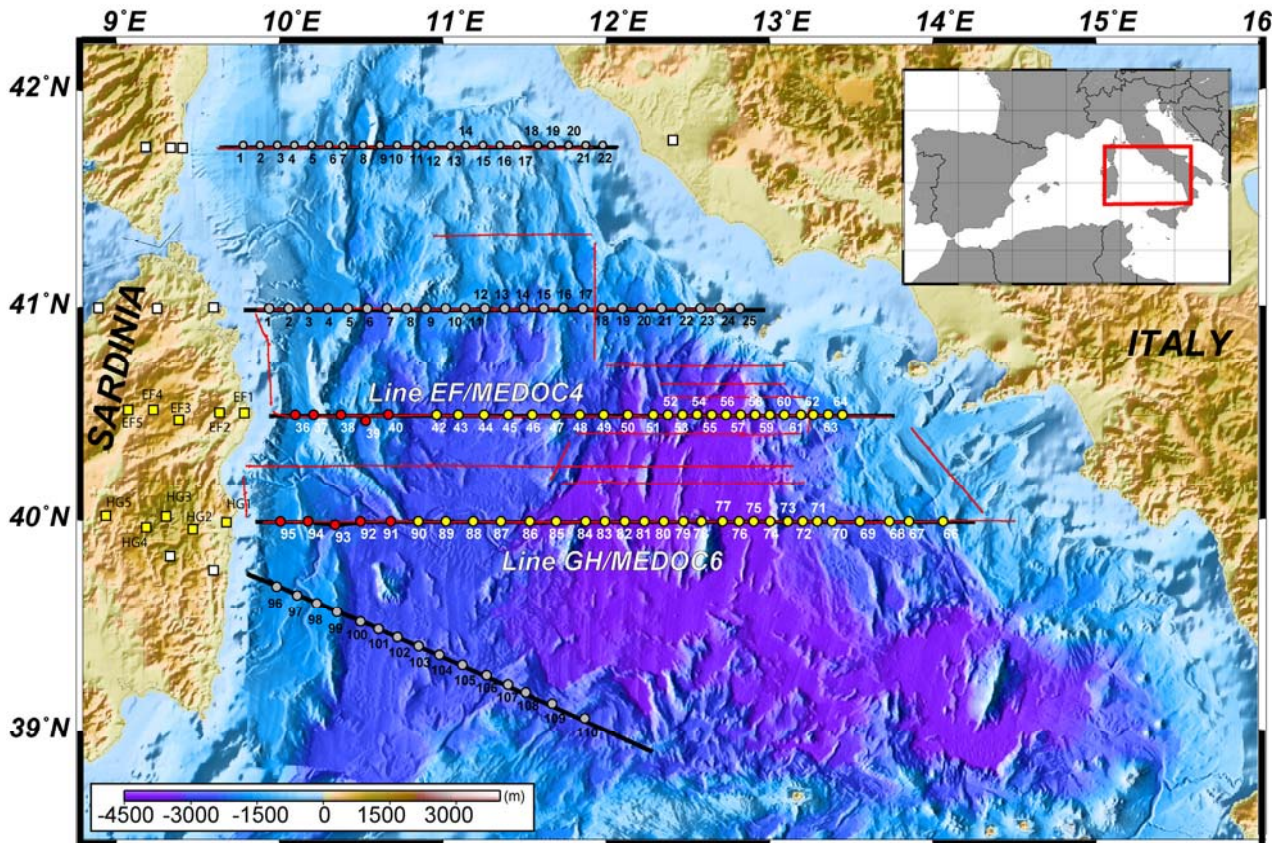 9°E 10°E 11°E 12°E 13°E 14°E 15°E 16
42°N
14 18 19 20
1 2 3 4 5 6 7 8 9 10 11 12 13 15 16 17 21 22
41°N
12 13 14 15 16 17
1 2 3 4 5 6 7 8 9 10 11 18 19 20 21 22 23 24 25
SARDINIA
ITALY
Line EF/MEDOC4
EF5 EF4 EF3 EF2 EF1
52 54 56 58 60 62 64
36 37 38 39 40 42 43 44 45 46 47 48 49 50 51 53 55 57 59 61 63
HG5 HG4 HG3 HG2 HG1
77 75 73 71
40°N
95 94 93 92 91 90 89 88 87 86 85 84 83 82 81 80 79 78 76 74 72 70 69 68 67 66
Line GH/MEDOC6
96 97 98 99 100 101 102 103 104 105 106 107 108 109 110
39°N
-4500 -3000 -1500 0 1500 3000 (m)